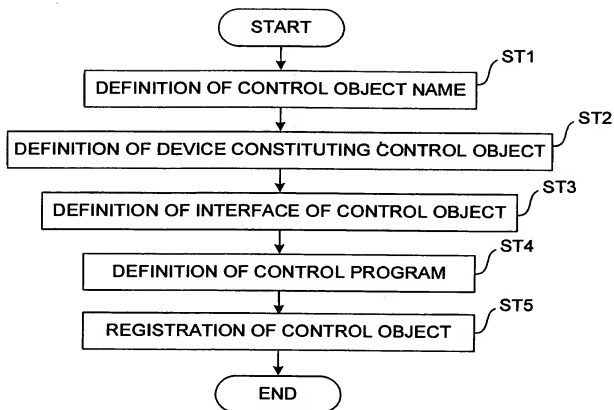 START
ST1
DEFINITION OF CONTROL OBJECT NAME
ST2
DEFINITION OF DEVICE CONSTITUTING CONTROL OBJECT
ST3
DEFINITION OF INTERFACE OF CONTROL OBJECT
ST4
DEFINITION OF CONTROL PROGRAM
ST5
REGISTRATION OF CONTROL OBJECT
END